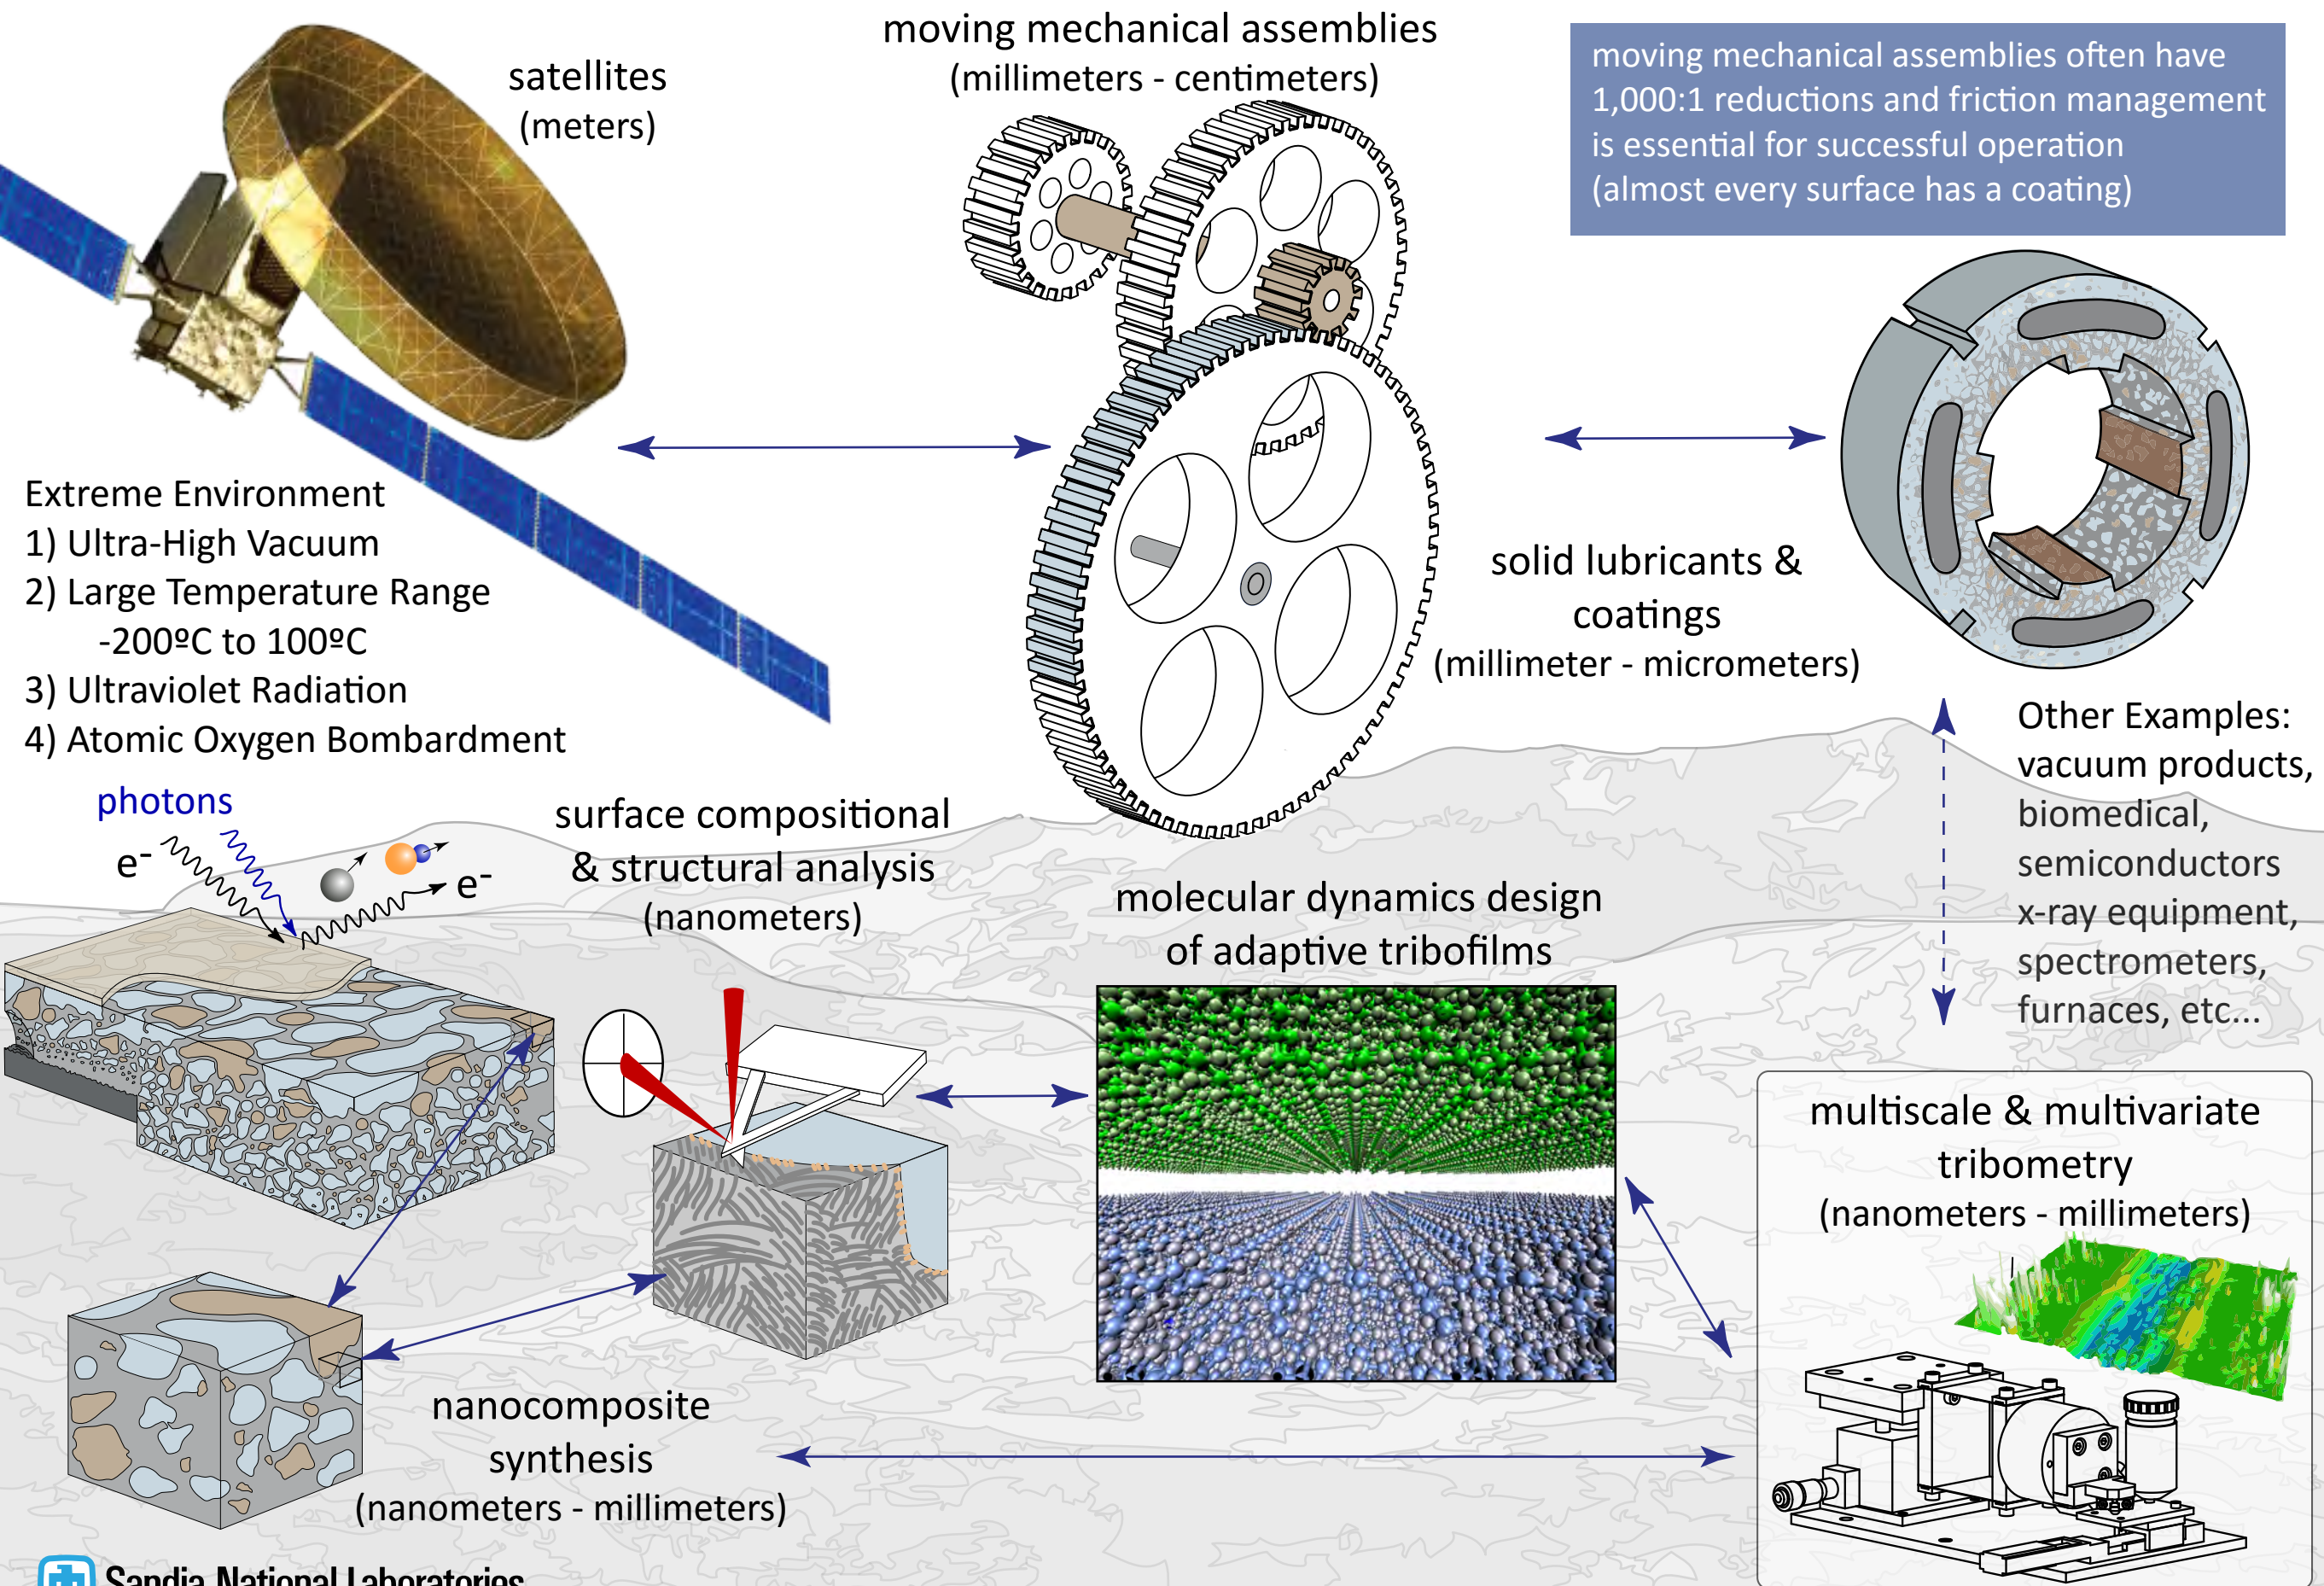 satellites
(meters)
moving mechanical assemblies
(millimeters - centimeters)
moving mechanical assemblies often have
1,000:1 reductions and friction management
is essential for successful operation
(almost every surface has a coating)
Extreme Environment
1) Ultra-High Vacuum
2) Large Temperature Range
-200ºC to 100ºC
3) Ultraviolet Radiation
4) Atomic Oxygen Bombardment
solid lubricants &
coatings
(millimeter - micrometers)
Other Examples:
vacuum products,
biomedical,
semiconductors
x-ray equipment,
spectrometers,
furnaces, etc...
photons
e-
e-
surface compositional
& structural analysis
(nanometers)
molecular dynamics design
of adaptive tribofilms
multiscale & multivariate
tribometry
(nanometers - millimeters)
nanocomposite
synthesis
(nanometers - millimeters)
Sandia National Laboratories